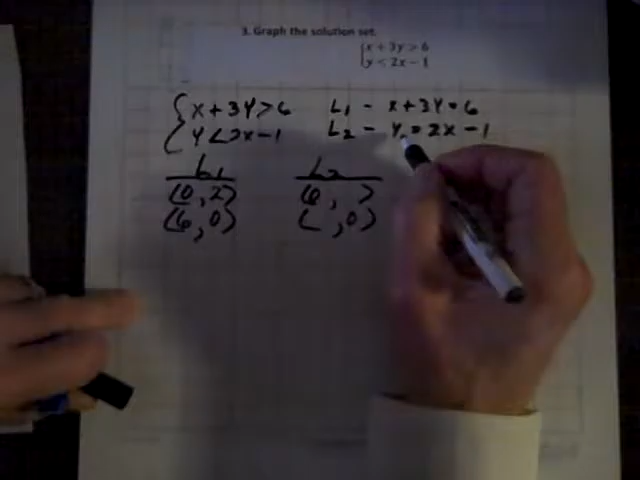 3. Graph the solution set.
x + 3y > 6
y < 2x − 1
x + 3y > 6 L1 - x + 3y = 6
y < 2x - 1 L2 - y = 2x - 1
L1 L2
(0, 2) (0, )
(6, 0) ( , 0)